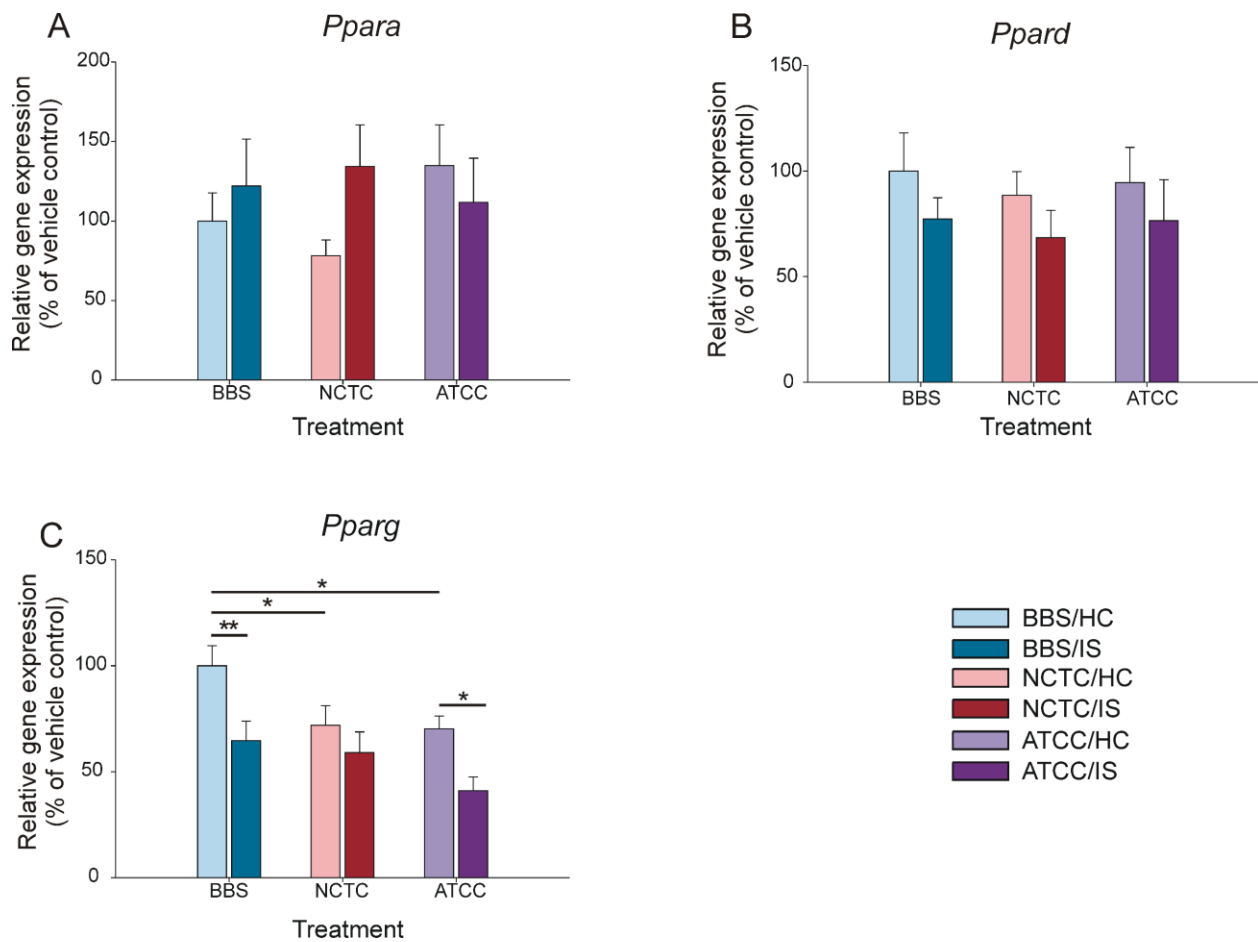 A
Ppara
Relative gene expression
(% of vehicle control)
200
150
100
50
0
BBS
NCTC
ATCC
Treatment
B
Ppard
Relative gene expression
(% of vehicle control)
150
100
50
0
BBS
NCTC
ATCC
Treatment
C
Pparg
Relative gene expression
(% of vehicle control)
150
100
50
0
*
*
**
*
BBS
NCTC
ATCC
Treatment
BBS/HC
BBS/IS
NCTC/HC
NCTC/IS
ATCC/HC
ATCC/IS